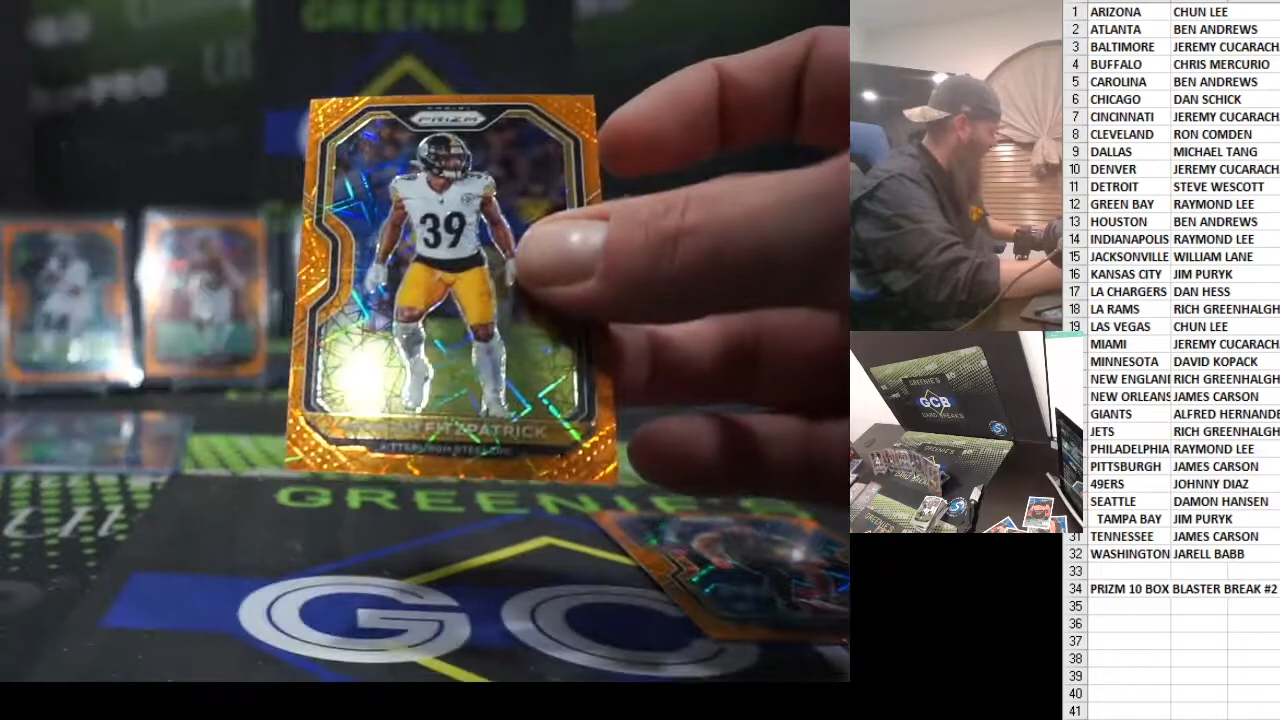 GREENIE'S
PRIZM
39
FITZPATRICK
PITTSBURGH STEELERS
GREENIE'S
GC
GREENIE'S
GCB
CARD BREAKS
1 ARIZONA CHUN LEE
2 ATLANTA BEN ANDREWS
3 BALTIMORE JEREMY CUCARACH
4 BUFFALO CHRIS MERCURIO
5 CAROLINA BEN ANDREWS
6 CHICAGO DAN SCHICK
7 CINCINNATI JEREMY CUCARACH
8 CLEVELAND RON COMDEN
9 DALLAS MICHAEL TANG
10 DENVER JEREMY CUCARACH
11 DETROIT STEVE WESCOTT
12 GREEN BAY RAYMOND LEE
13 HOUSTON BEN ANDREWS
14 INDIANAPOLIS RAYMOND LEE
15 JACKSONVILLE WILLIAM LANE
16 KANSAS CITY JIM PURYK
17 LA CHARGERS DAN HESS
18 LA RAMS RICH GREENHALGH
19 LAS VEGAS CHUN LEE
MIAMI JEREMY CUCARACH
MINNESOTA DAVID KOPACK
NEW ENGLAND RICH GREENHALGH
NEW ORLEANS JAMES CARSON
GIANTS ALFRED HERNANDE
JETS RICH GREENHALGH
PHILADELPHIA RAYMOND LEE
PITTSBURGH JAMES CARSON
49ERS JOHNNY DIAZ
SEATTLE DAMON HANSEN
TAMPA BAY JIM PURYK
31 TENNESSEE JAMES CARSON
32 WASHINGTON JARELL BABB
33
34 PRIZM 10 BOX BLASTER BREAK #2
35
36
37
38
39
40
41